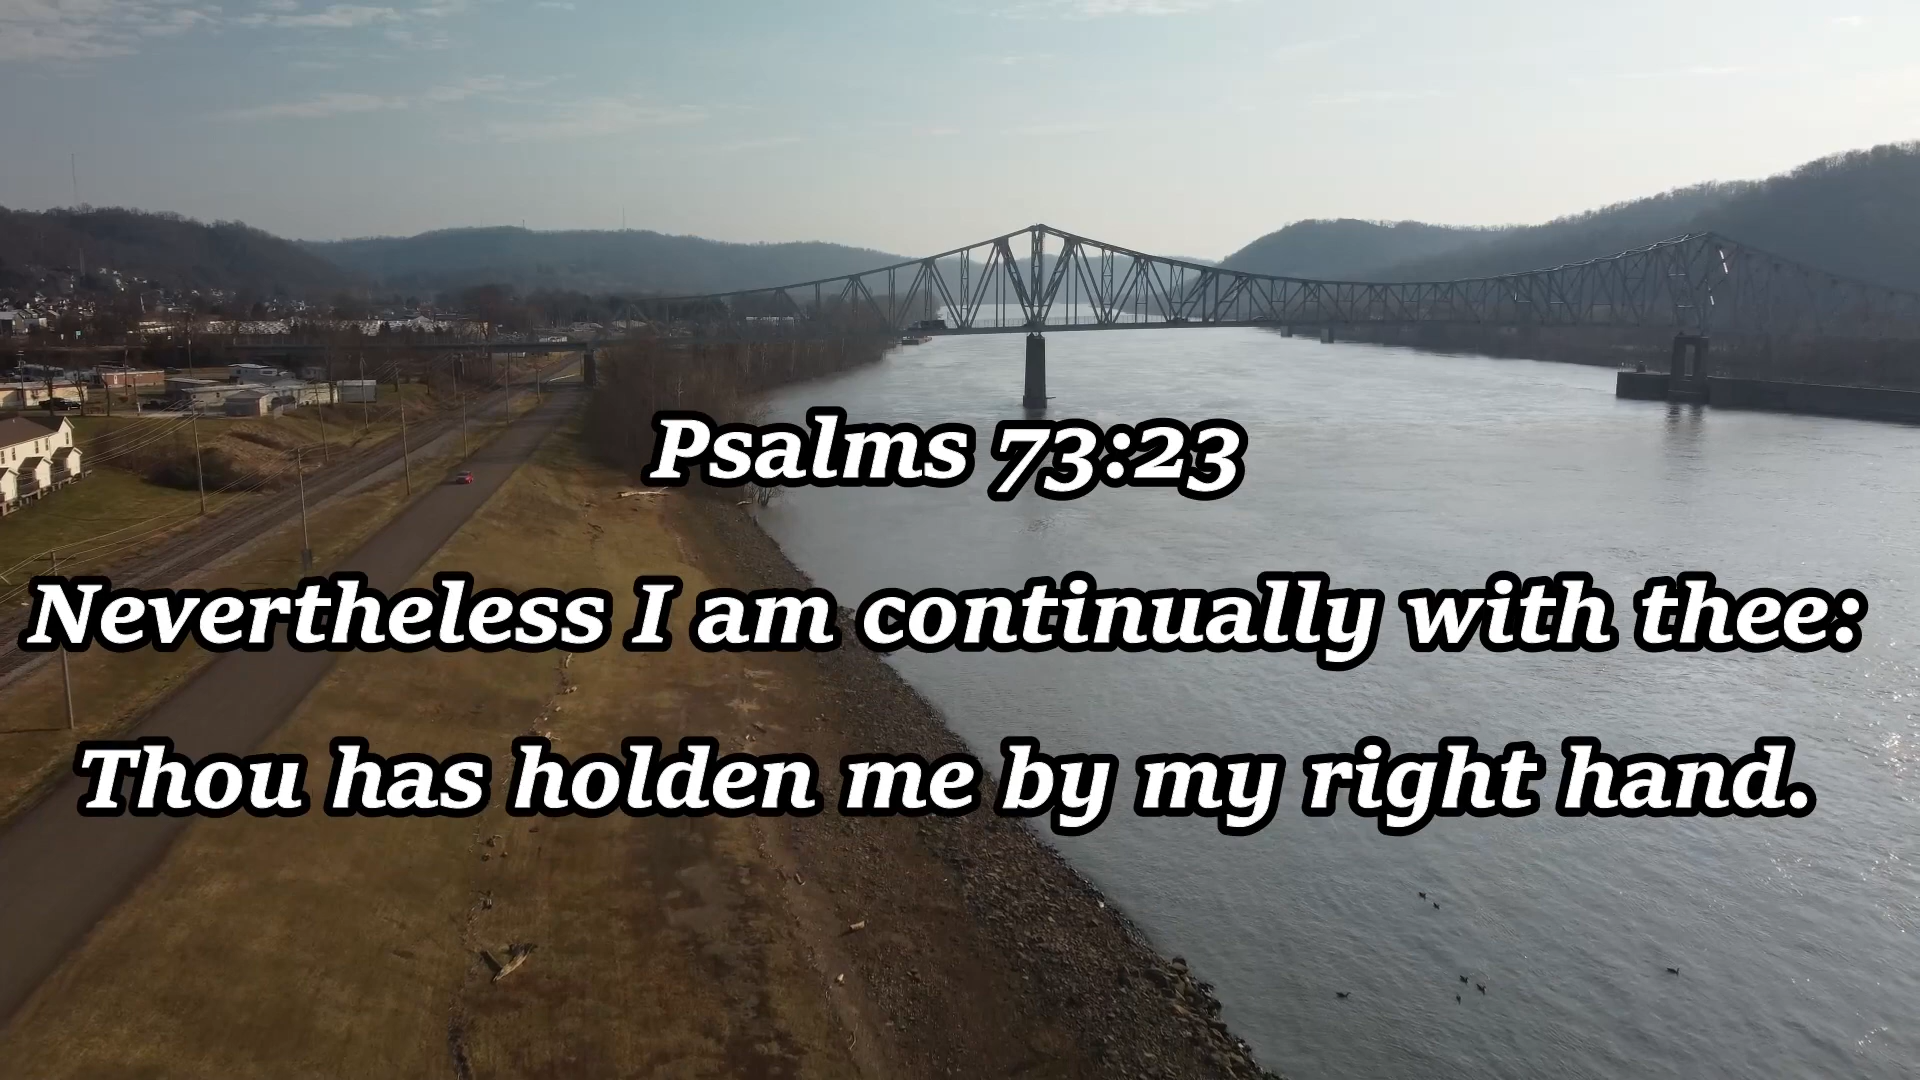 Psalms 73:23
Nevertheless I am continually with thee:
Thou has holden me by my right hand.